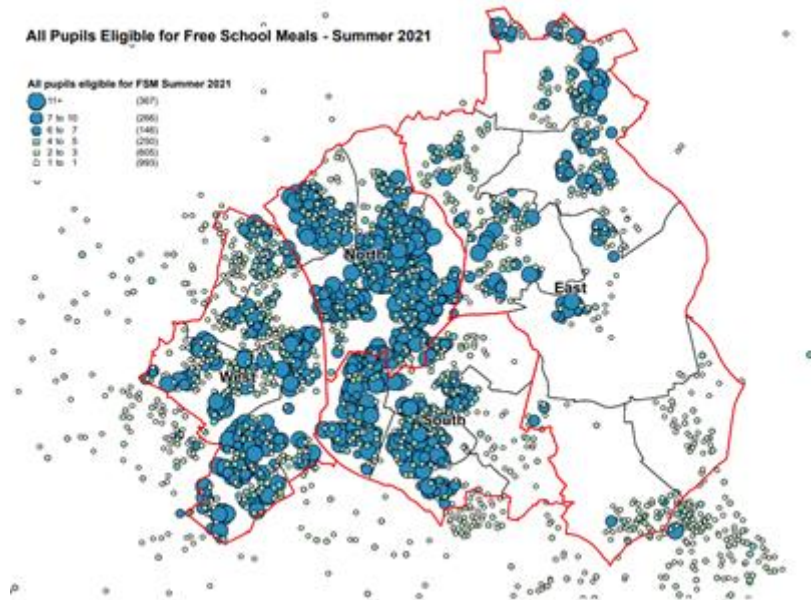 All Pupils Eligible for Free School Meals - Summer 2021
All pupils eligible for FSM Summer 2021
11+ (367)
7 to 10 (266)
6 to 7 (146)
4 to 5 (250)
2 to 3 (605)
1 to 1 (993)
North
East
West
South